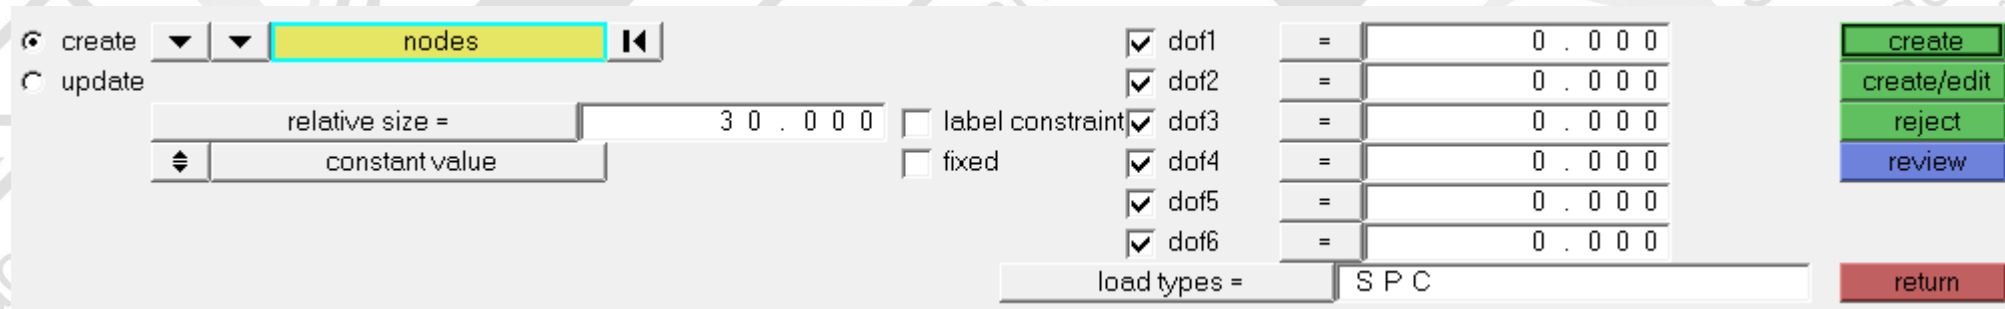 create nodes dof1 = 0.000 create
update dof2 = 0.000 create/edit
relative size = 30.000 label constraint dof3 = 0.000 reject
constant value fixed dof4 = 0.000 review
dof5 = 0.000
dof6 = 0.000
load types = SPC return